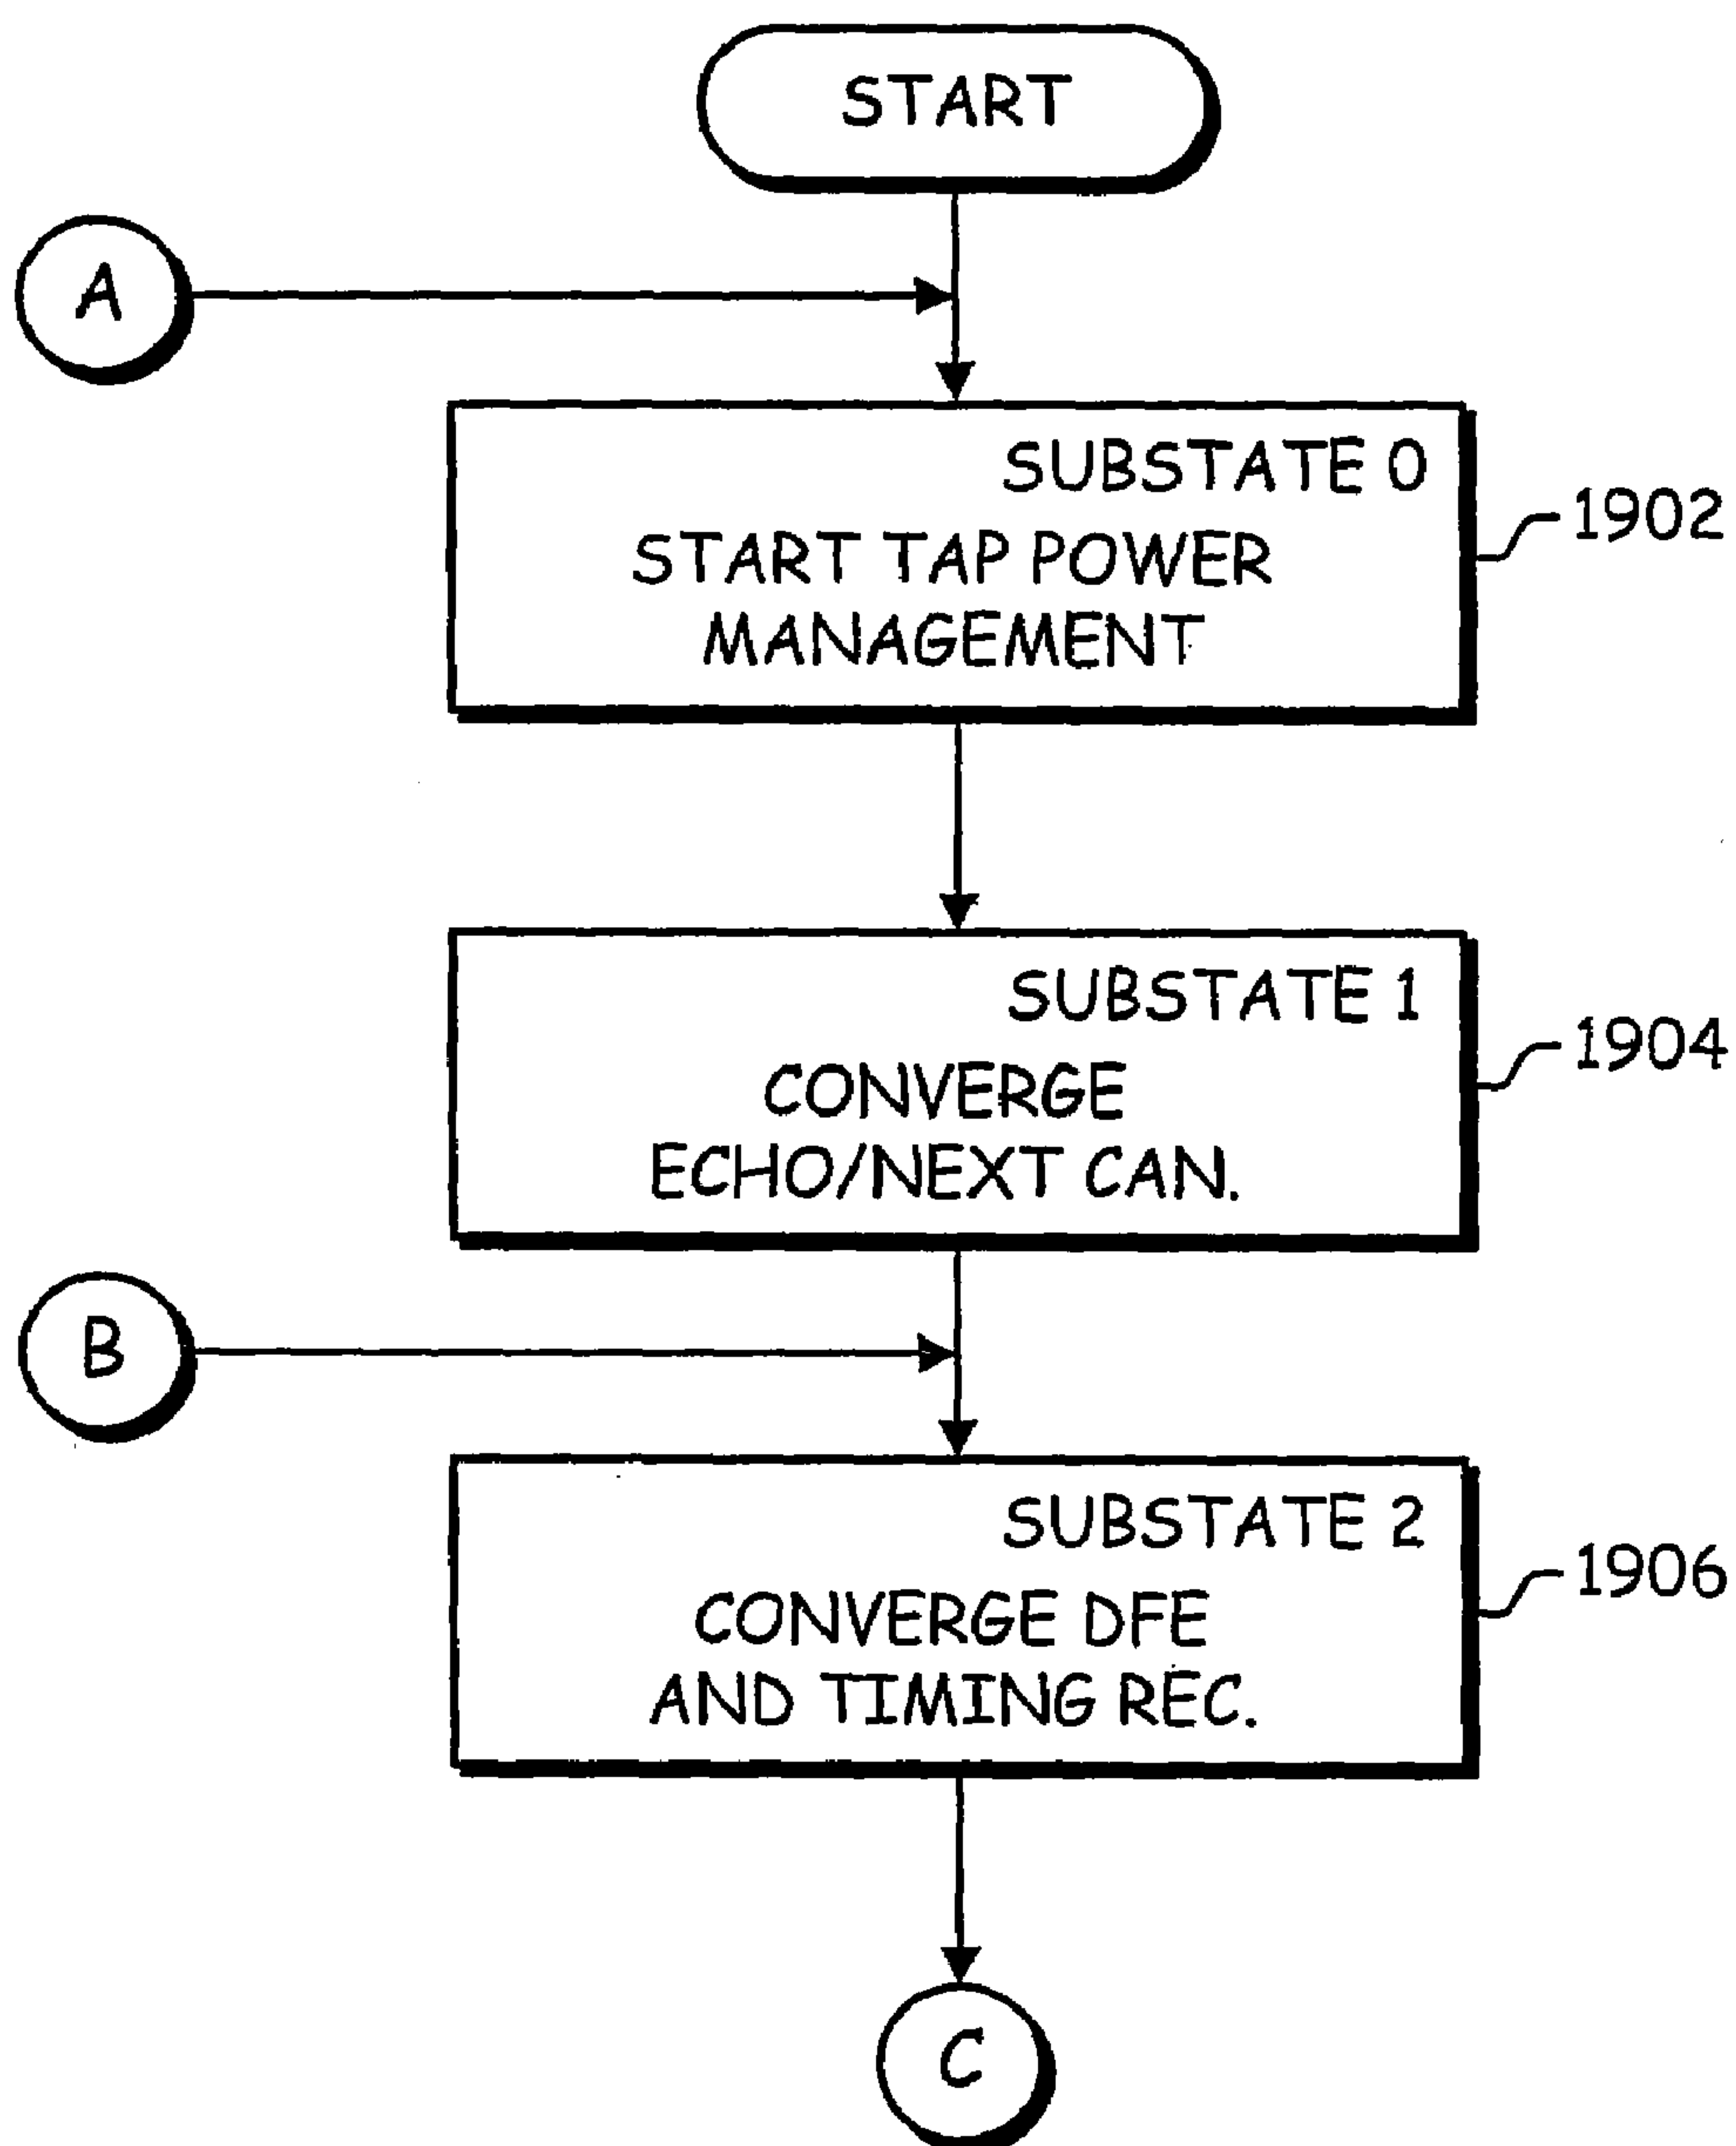 START
A
SUBSTATE 0
START TAP POWER
MANAGEMENT
1902
SUBSTATE 1
CONVERGE
ECHO/NEXT CAN.
1904
B
SUBSTATE 2
CONVERGE DFE
AND TIMING REC.
1906
C